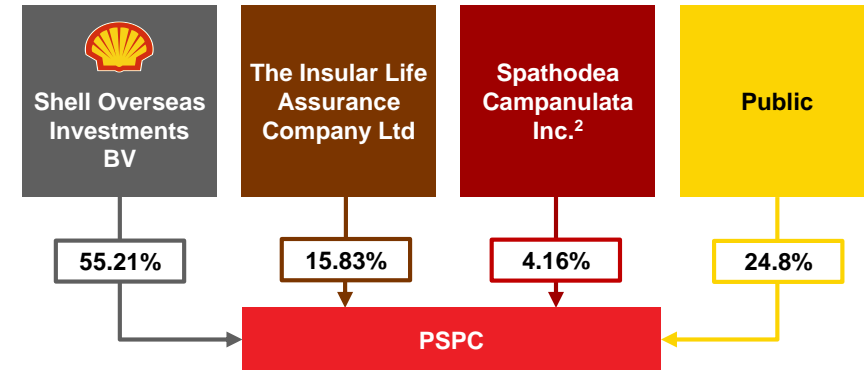 Shell Overseas
Investments
BV
The Insular Life
Assurance
Company Ltd
Spathodea
Campanulata
Inc.2
Public
55.21%
15.83%
4.16%
24.8%
PSPC